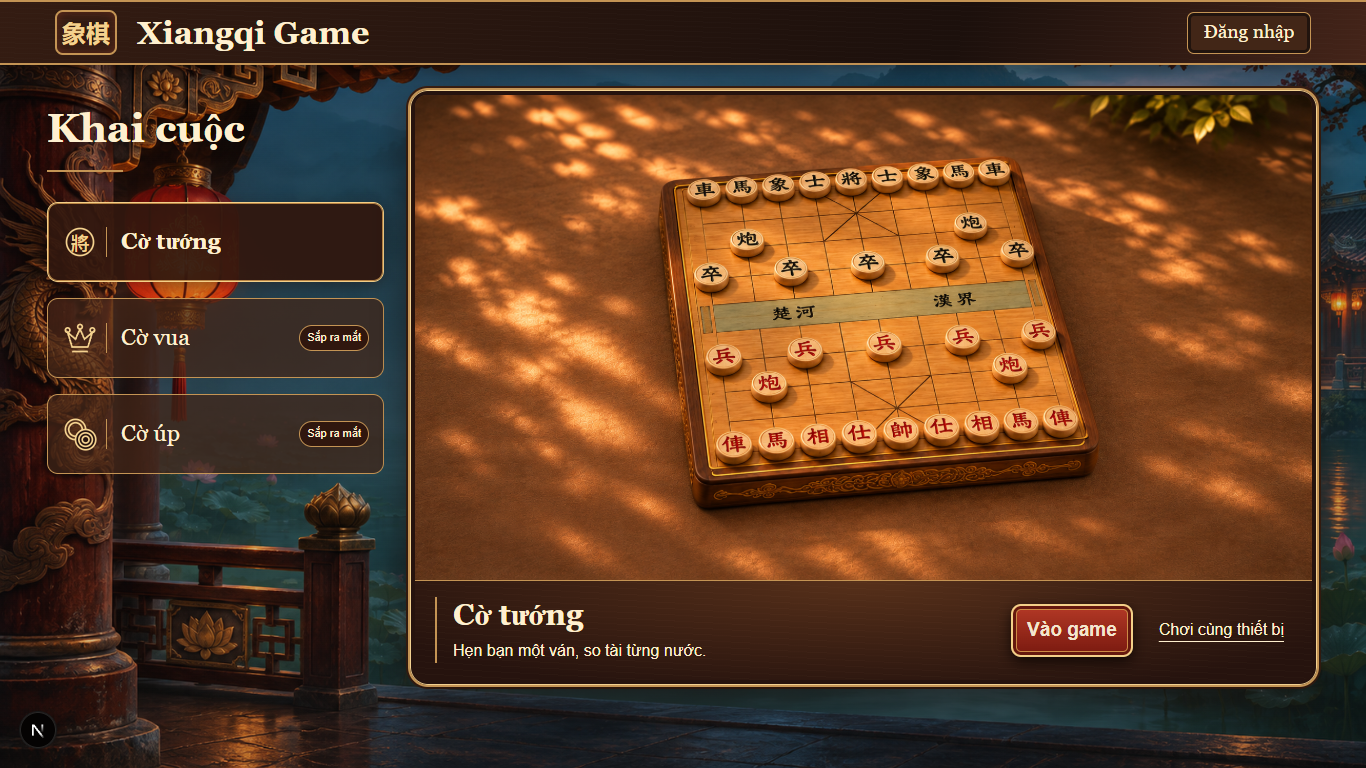 象棋 Xiangqi Game
Đăng nhập
Khai cuộc
將 Cờ tướng
Cờ vua Sắp ra mắt
Cờ úp Sắp ra mắt
車 馬 象 士 將 士 象 馬 車
炮 炮
卒 卒 卒 卒 卒
楚河 漢界
兵 兵 兵 兵 兵
炮 炮
俥 馬 相 仕 帥 仕 相 馬 俥
Cờ tướng
Hẹn bạn một ván, so tài từng nước.
Vào game
Chơi cùng thiết bị
N